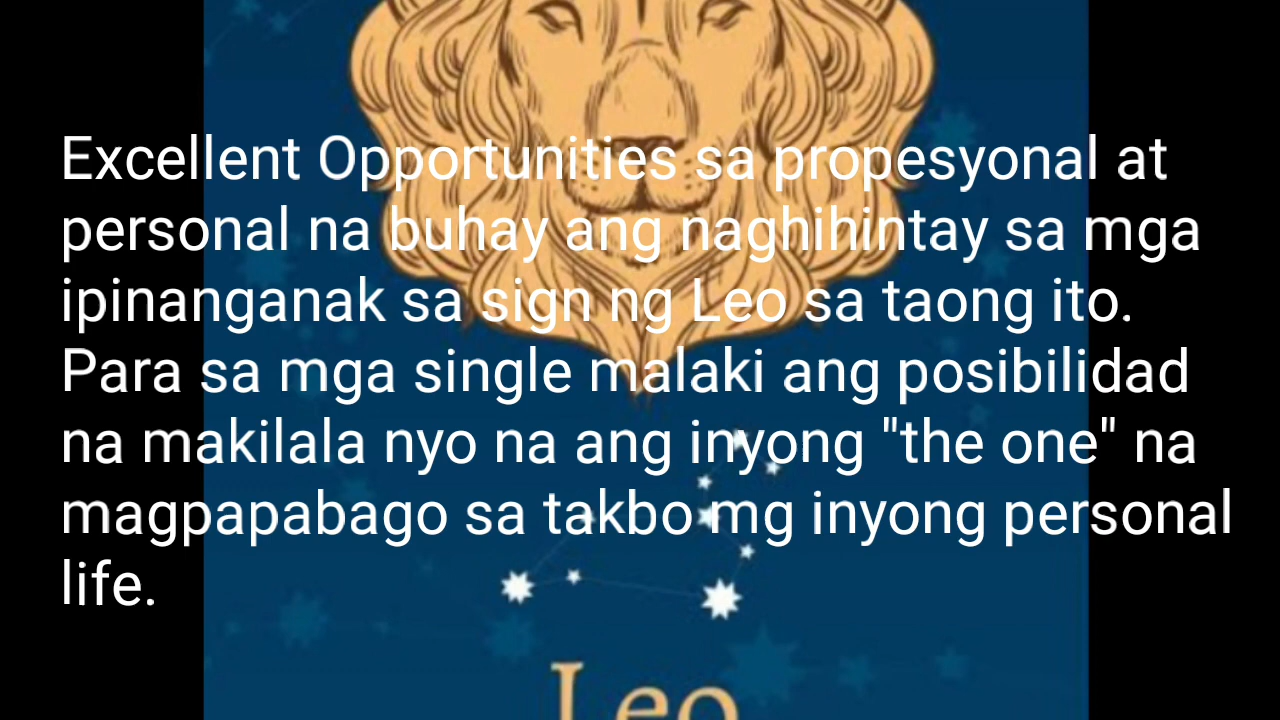 Excellent Opportunities sa propesyonal at
personal na buhay ang naghihintay sa mga
ipinanganak sa sign ng Leo sa taong ito.
Para sa mga single malaki ang posibilidad
na makilala nyo na ang inyong "the one" na
magpapabago sa takbo mg inyong personal
life.
Leo